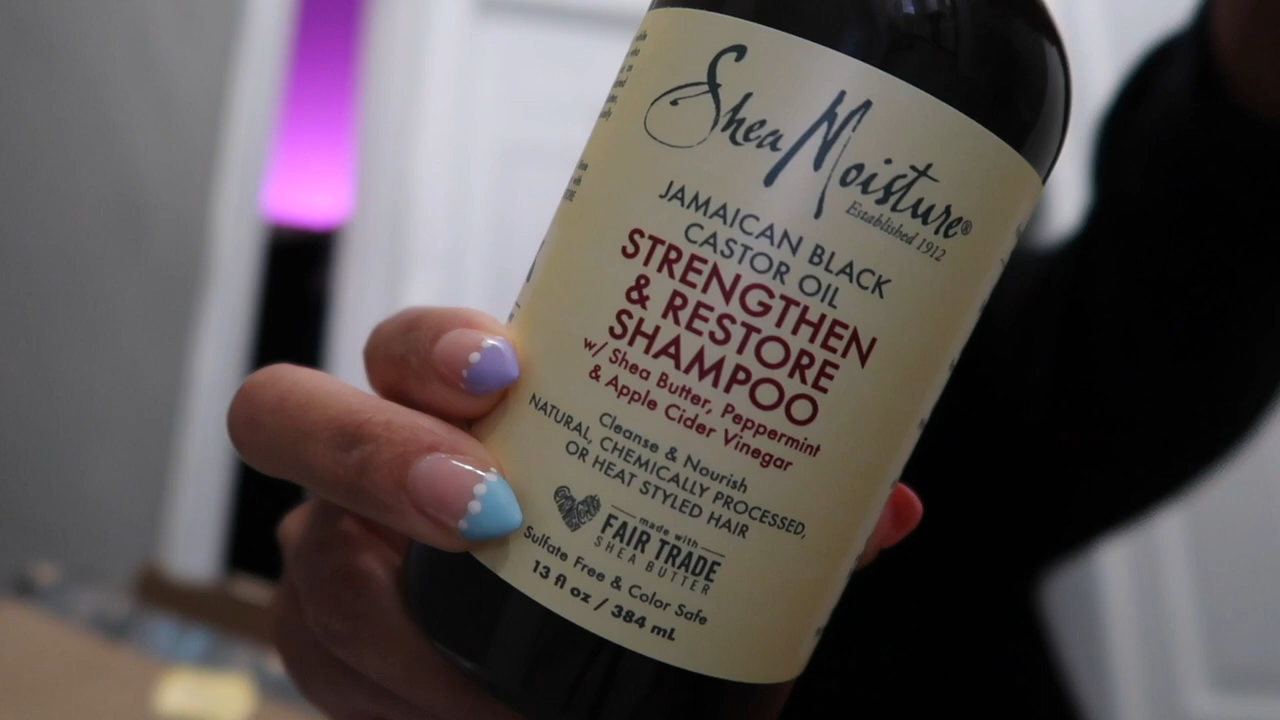 Shea Moisture®
Established 1912
JAMAICAN BLACK
CASTOR OIL
STRENGTHEN
& RESTORE
SHAMPOO
w/ Shea Butter, Peppermint
& Apple Cider Vinegar
Cleanse & Nourish
NATURAL, CHEMICALLY PROCESSED,
OR HEAT STYLED HAIR
made with
FAIR TRADE
SHEA BUTTER
Sulfate Free & Color Safe
13 fl oz / 384 mL